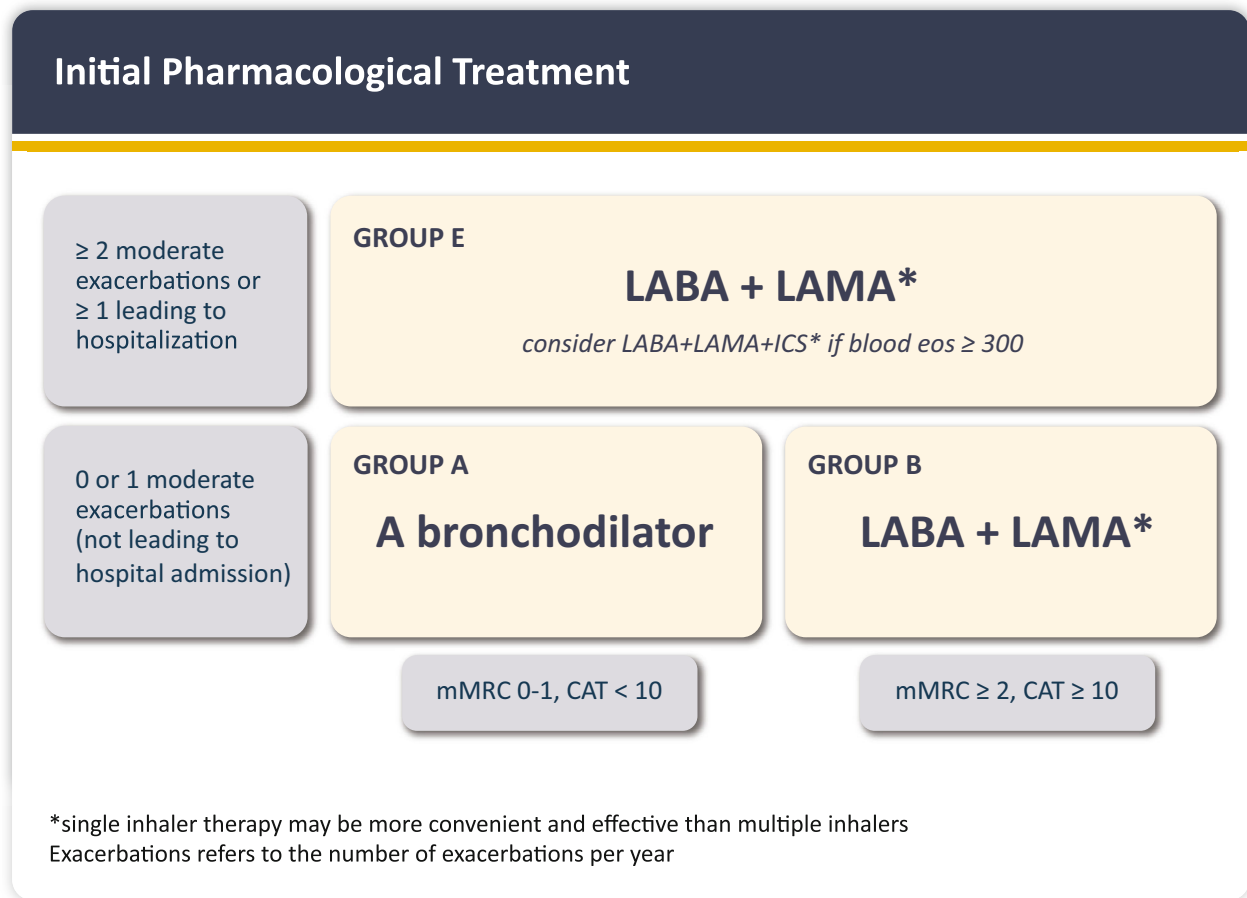 Initial Pharmacological Treatment
≥ 2 moderate
exacerbations or
≥ 1 leading to
hospitalization
GROUP E
LABA + LAMA*
consider LABA+LAMA+ICS* if blood eos ≥ 300
0 or 1 moderate
exacerbations
(not leading to
hospital admission)
GROUP A
A bronchodilator
GROUP B
LABA + LAMA*
mMRC 0-1, CAT < 10
mMRC ≥ 2, CAT ≥ 10
*single inhaler therapy may be more convenient and effective than multiple inhalers
Exacerbations refers to the number of exacerbations per year